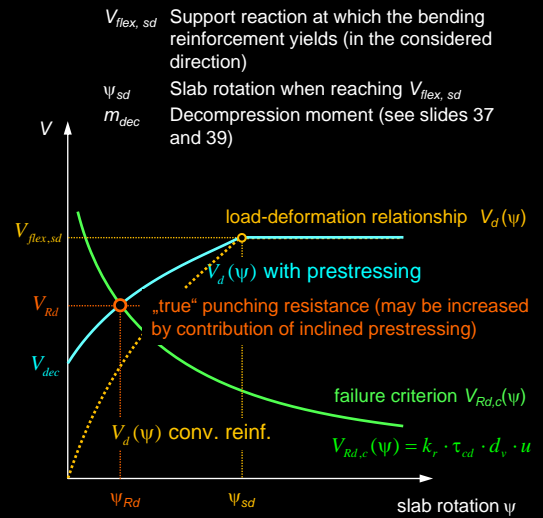 V_flex, sd Support reaction at which the bending
reinforcement yields (in the considered
direction)
ψ_sd Slab rotation when reaching V_flex, sd
m_dec Decompression moment (see slides 37
and 39)
V
load-deformation relationship V_d(ψ)
V_flex,sd
V_d(ψ) with prestressing
V_Rd
„true“ punching resistance (may be increased
by contribution of inclined prestressing)
V_dec
failure criterion V_Rd,c(ψ)
V_d(ψ) conv. reinf.
V_Rd,c(ψ) = k_r · τ_cd · d_v · u
ψ_Rd
ψ_sd
slab rotation ψ